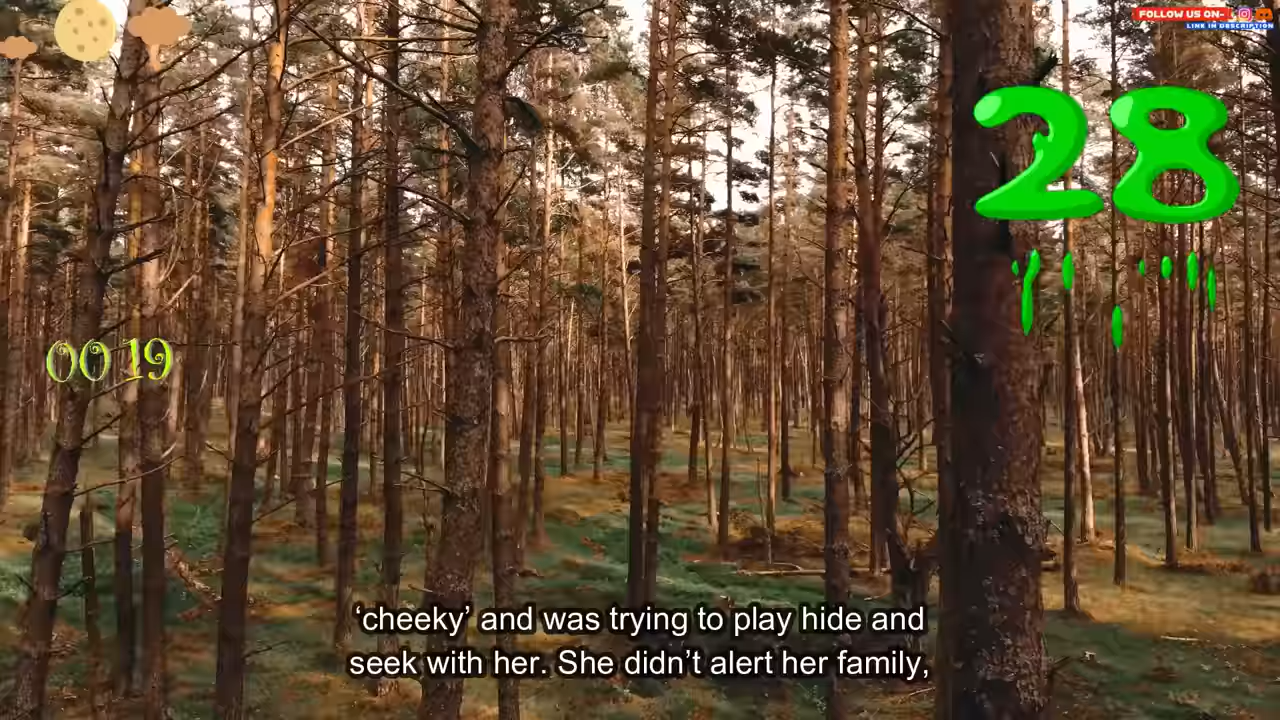 FOLLOW US ON-
LINK IN DESCRIPTION
28
00 19
‘cheeky’ and was trying to play hide and
seek with her. She didn’t alert her family,